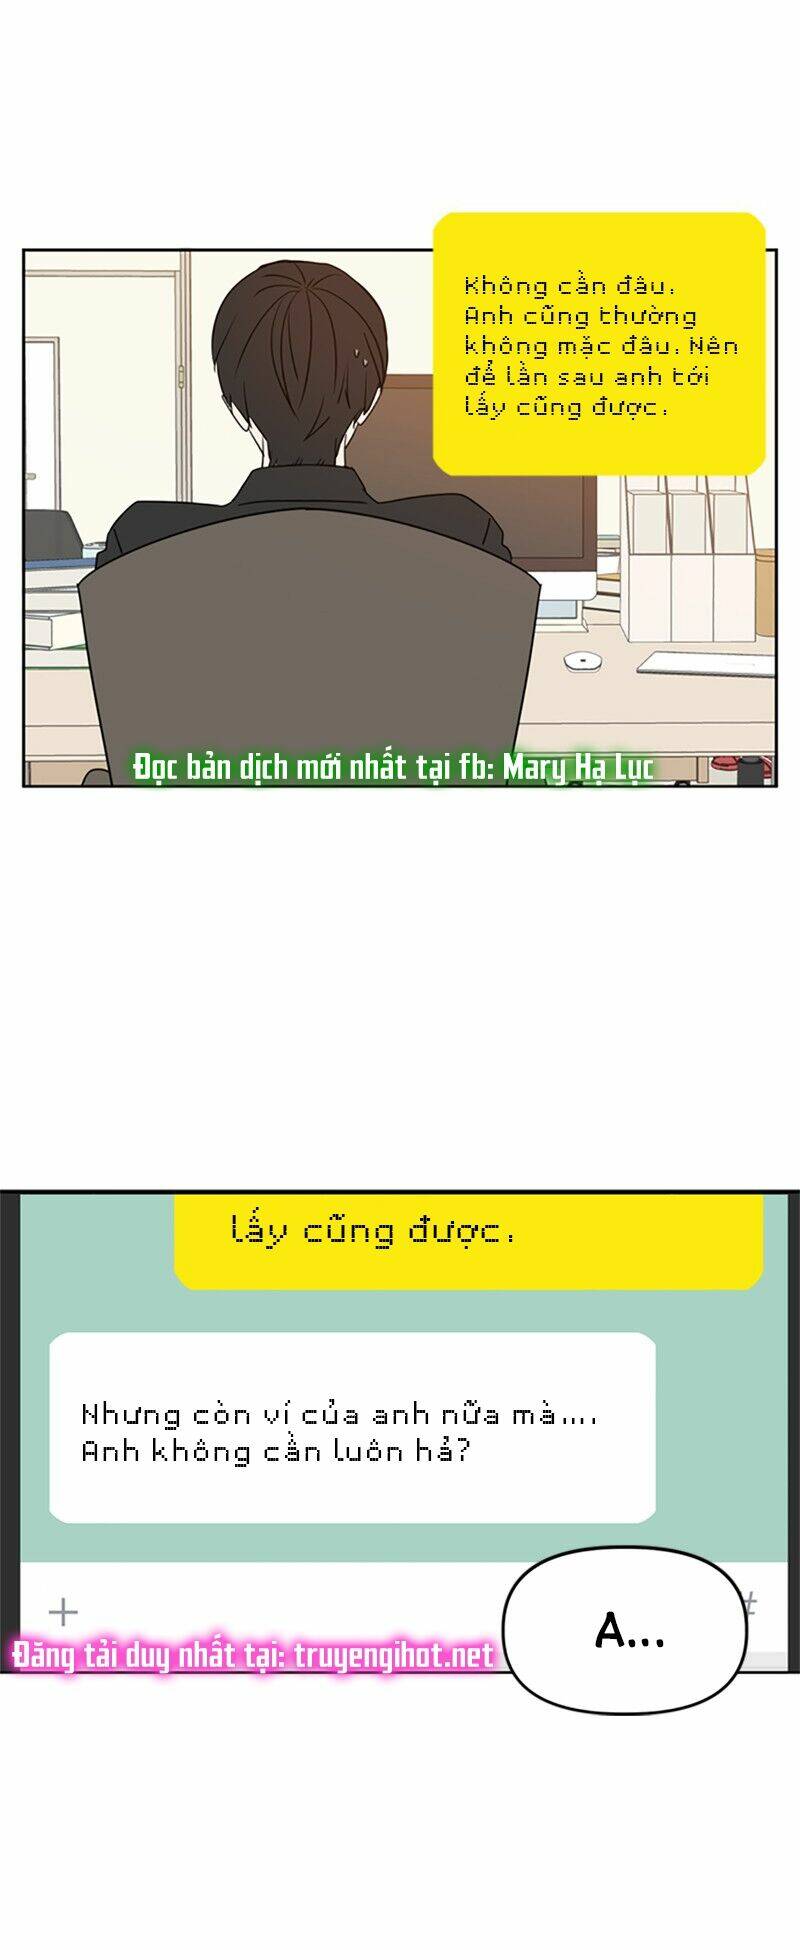 Không cần đâu.
Anh cũng thường
không mặc đâu. Nên
để lần sau anh tới
lấy cũng được.
Đọc bản dịch mới nhất tại fb: Mary Hạ Lục
lấy cũng được.
Nhưng còn ví của anh nữa mà....
Anh không cần luôn hả?
+
#
A...
Đăng tải duy nhất tại: truyengihot.net